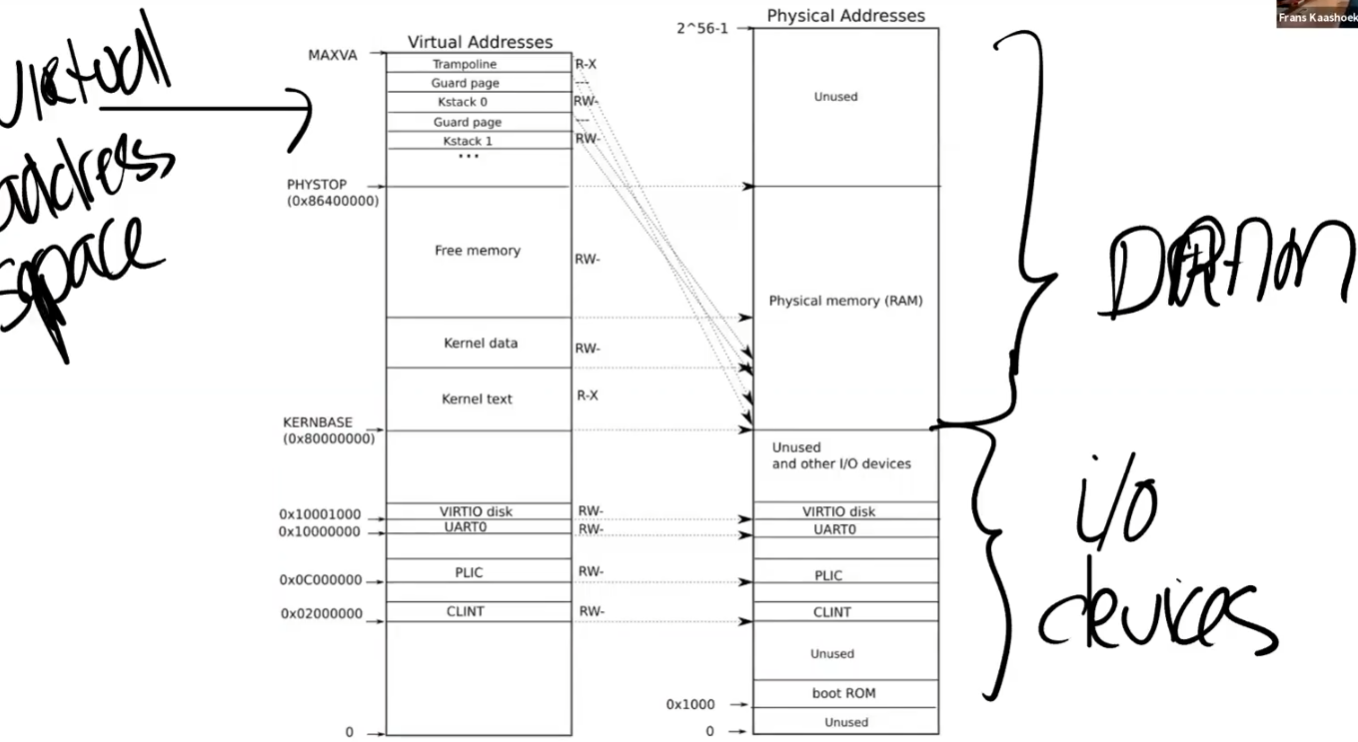 Frans Kaashoek
Virtual
address
space
Virtual Addresses
MAXVA
Trampoline
R-X
Guard page
---
Kstack 0
RW-
Guard page
---
Kstack 1
RW-
...
PHYSTOP
(0x86400000)
Free memory
RW-
Kernel data
RW-
Kernel text
R-X
KERNBASE
(0x80000000)
0x10001000
VIRTIO disk
RW-
0x10000000
UART0
RW-
0x0C000000
PLIC
RW-
0x02000000
CLINT
RW-
0
Physical Addresses
2^56-1
Unused
Physical memory (RAM)
Unused
and other I/O devices
VIRTIO disk
UART0
PLIC
CLINT
Unused
boot ROM
0x1000
Unused
0
i/o
devices